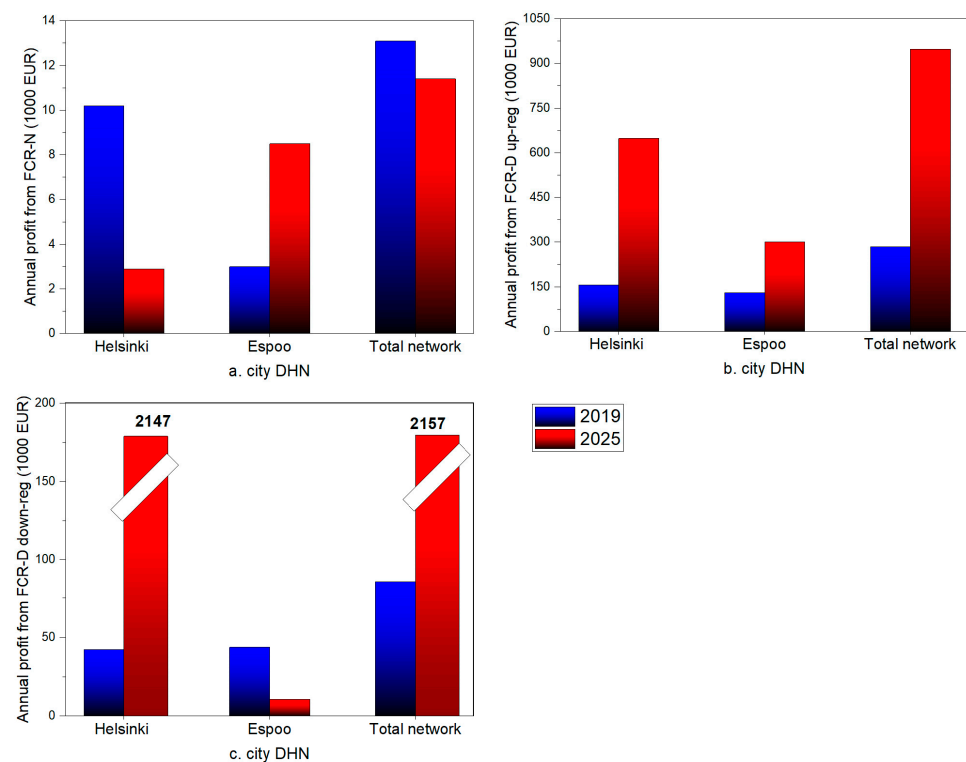 Annual profit from FCR-N (1000 EUR)
14
12
10
8
6
4
2
0
Helsinki
Espoo
Total network
a. city DHN
Annual profit from FCR-D up-reg (1000 EUR)
1050
900
750
600
450
300
150
0
Helsinki
Espoo
Total network
b. city DHN
Annual profit from FCR-D down-reg (1000 EUR)
200
150
100
50
0
2147
2157
Helsinki
Espoo
Total network
c. city DHN
2019
2025